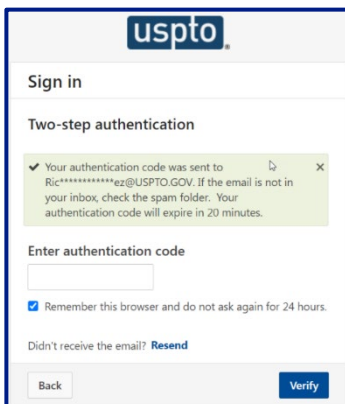 uspto®
Sign in
Two-step authentication
✓ Your authentication code was sent to ×
Ric************ez@USPTO.GOV. If the email is not in
your inbox, check the spam folder. Your
authentication code will expire in 20 minutes.
Enter authentication code
Remember this browser and do not ask again for 24 hours.
Didn't receive the email? Resend
Back Verify